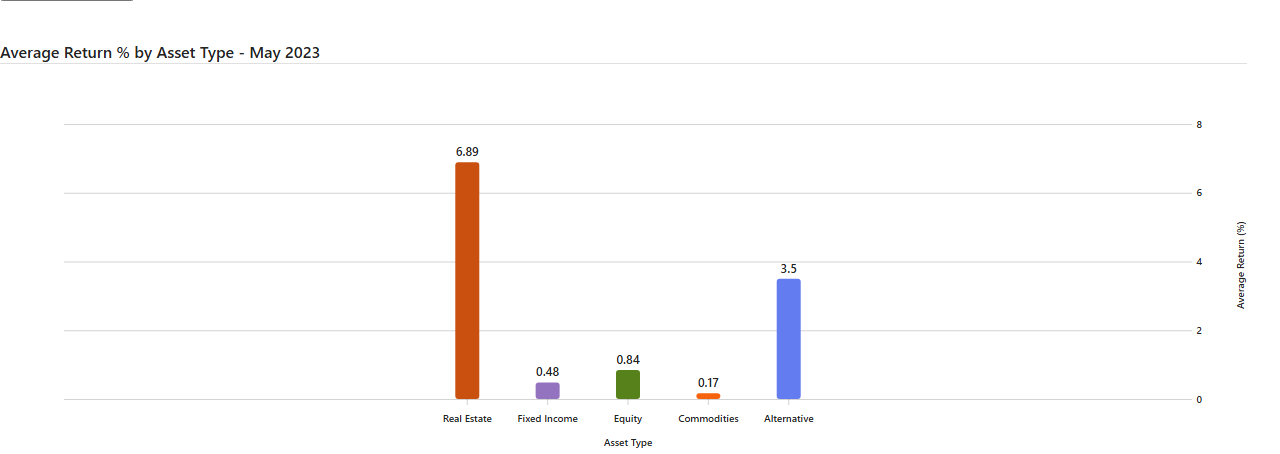 Average Return % by Asset Type - May 2023
8
6.89
6
Average Return (%)
4
3.5
2
0.84
0.48
0.17
0
Real Estate Fixed Income Equity Commodities Alternative
Asset Type